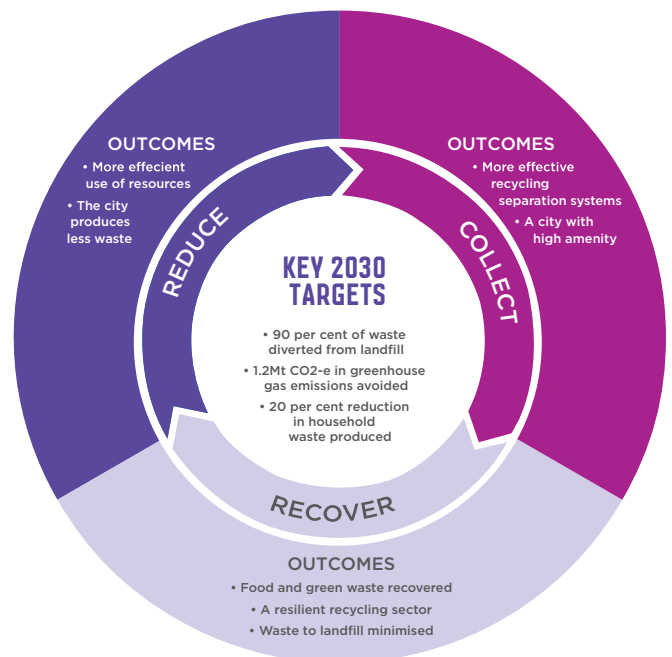 OUTCOMES
• More effecient
use of resources
• The city
produces
less waste
REDUCE
OUTCOMES
• More effective
recycling
separation systems
• A city with
high amenity
COLLECT
KEY 2030
TARGETS
• 90 per cent of waste
diverted from landfill
• 1.2Mt CO2-e in greenhouse
gas emissions avoided
• 20 per cent reduction
in household
waste produced
RECOVER
OUTCOMES
• Food and green waste recovered
• A resilient recycling sector
• Waste to landfill minimised